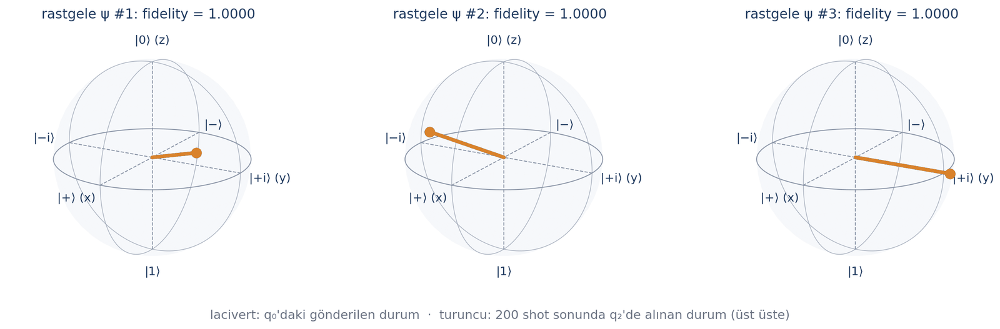 rastgele ψ #1: fidelity = 1.0000
|0⟩ (z)
|−⟩
|−i⟩
|+i⟩ (y)
|+⟩ (x)
|1⟩
rastgele ψ #2: fidelity = 1.0000
|0⟩ (z)
|−⟩
|−i⟩
|+i⟩ (y)
|+⟩ (x)
|1⟩
rastgele ψ #3: fidelity = 1.0000
|0⟩ (z)
|−⟩
|−i⟩
|+i⟩ (y)
|+⟩ (x)
|1⟩
lacivert: q₀'daki gönderilen durum · turuncu: 200 shot sonunda q₂'de alınan durum (üst üste)